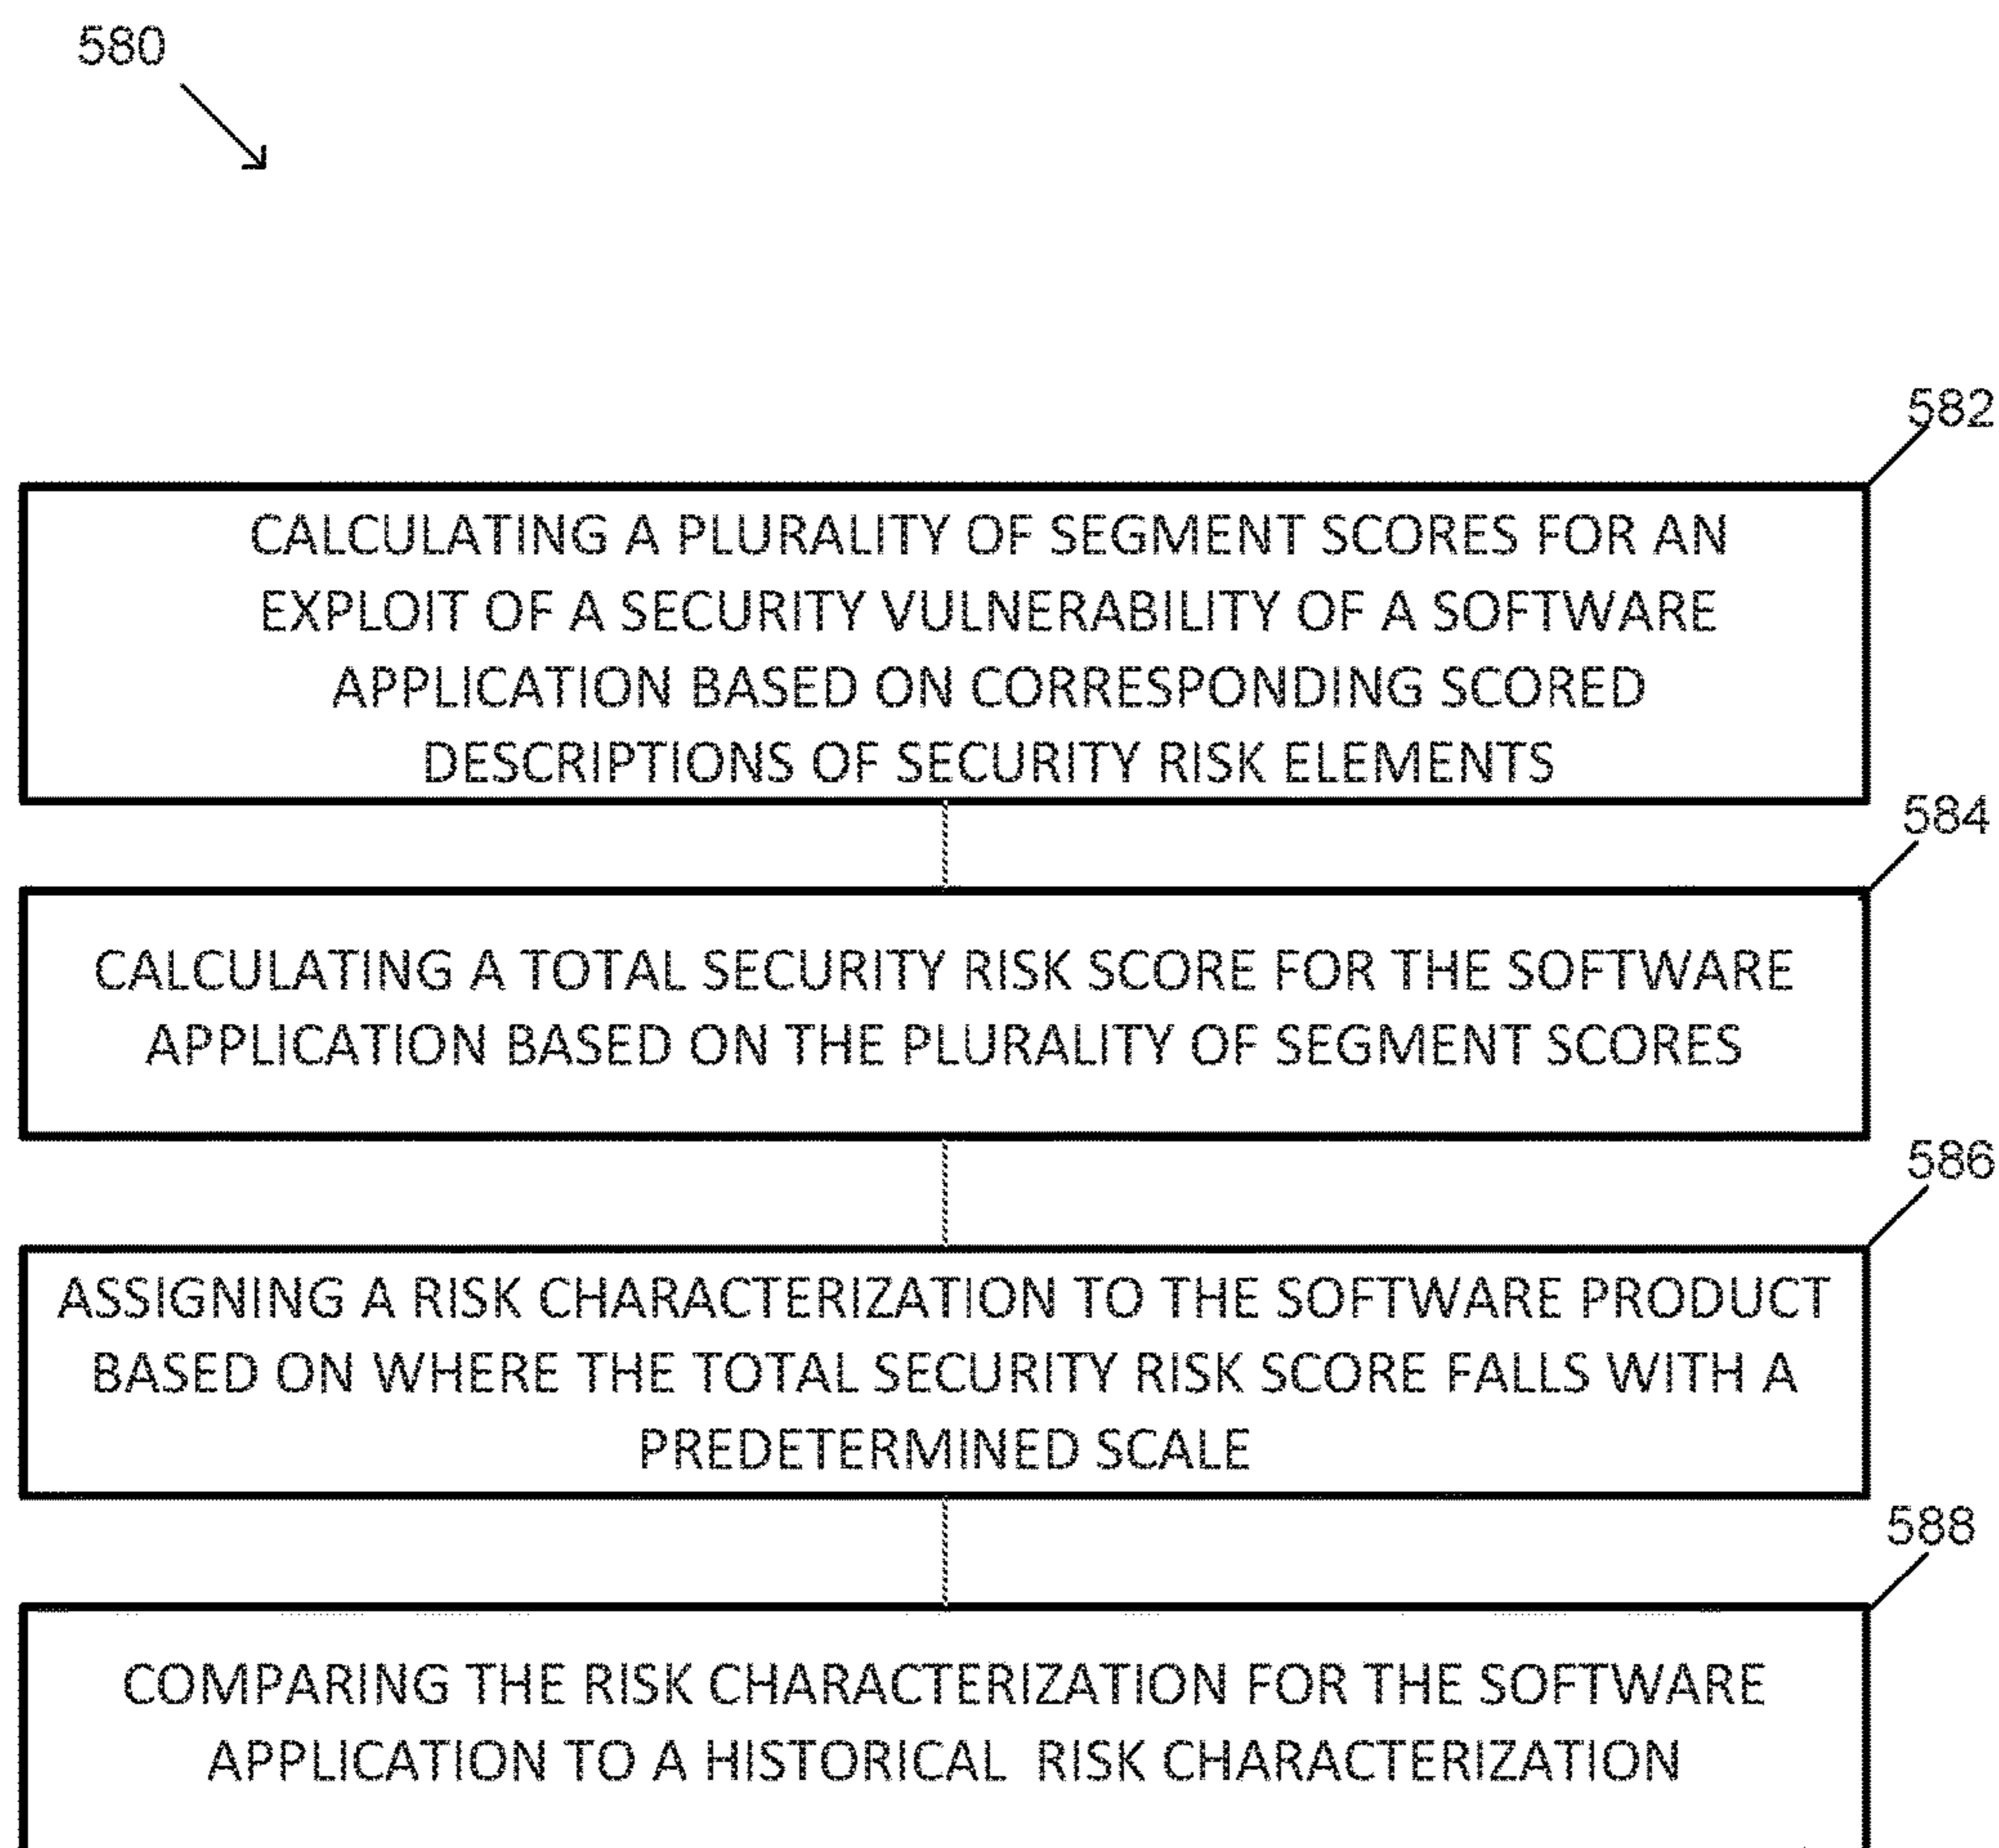 580
582
CALCULATING A PLURALITY OF SEGMENT SCORES FOR AN
EXPLOIT OF A SECURITY VULNERABILITY OF A SOFTWARE
APPLICATION BASED ON CORRESPONDING SCORED
DESCRIPTIONS OF SECURITY RISK ELEMENTS
584
CALCULATING A TOTAL SECURITY RISK SCORE FOR THE SOFTWARE
APPLICATION BASED ON THE PLURALITY OF SEGMENT SCORES
586
ASSIGNING A RISK CHARACTERIZATION TO THE SOFTWARE PRODUCT
BASED ON WHERE THE TOTAL SECURITY RISK SCORE FALLS WITH A
PREDETERMINED SCALE
588
COMPARING THE RISK CHARACTERIZATION FOR THE SOFTWARE
APPLICATION TO A HISTORICAL RISK CHARACTERIZATION